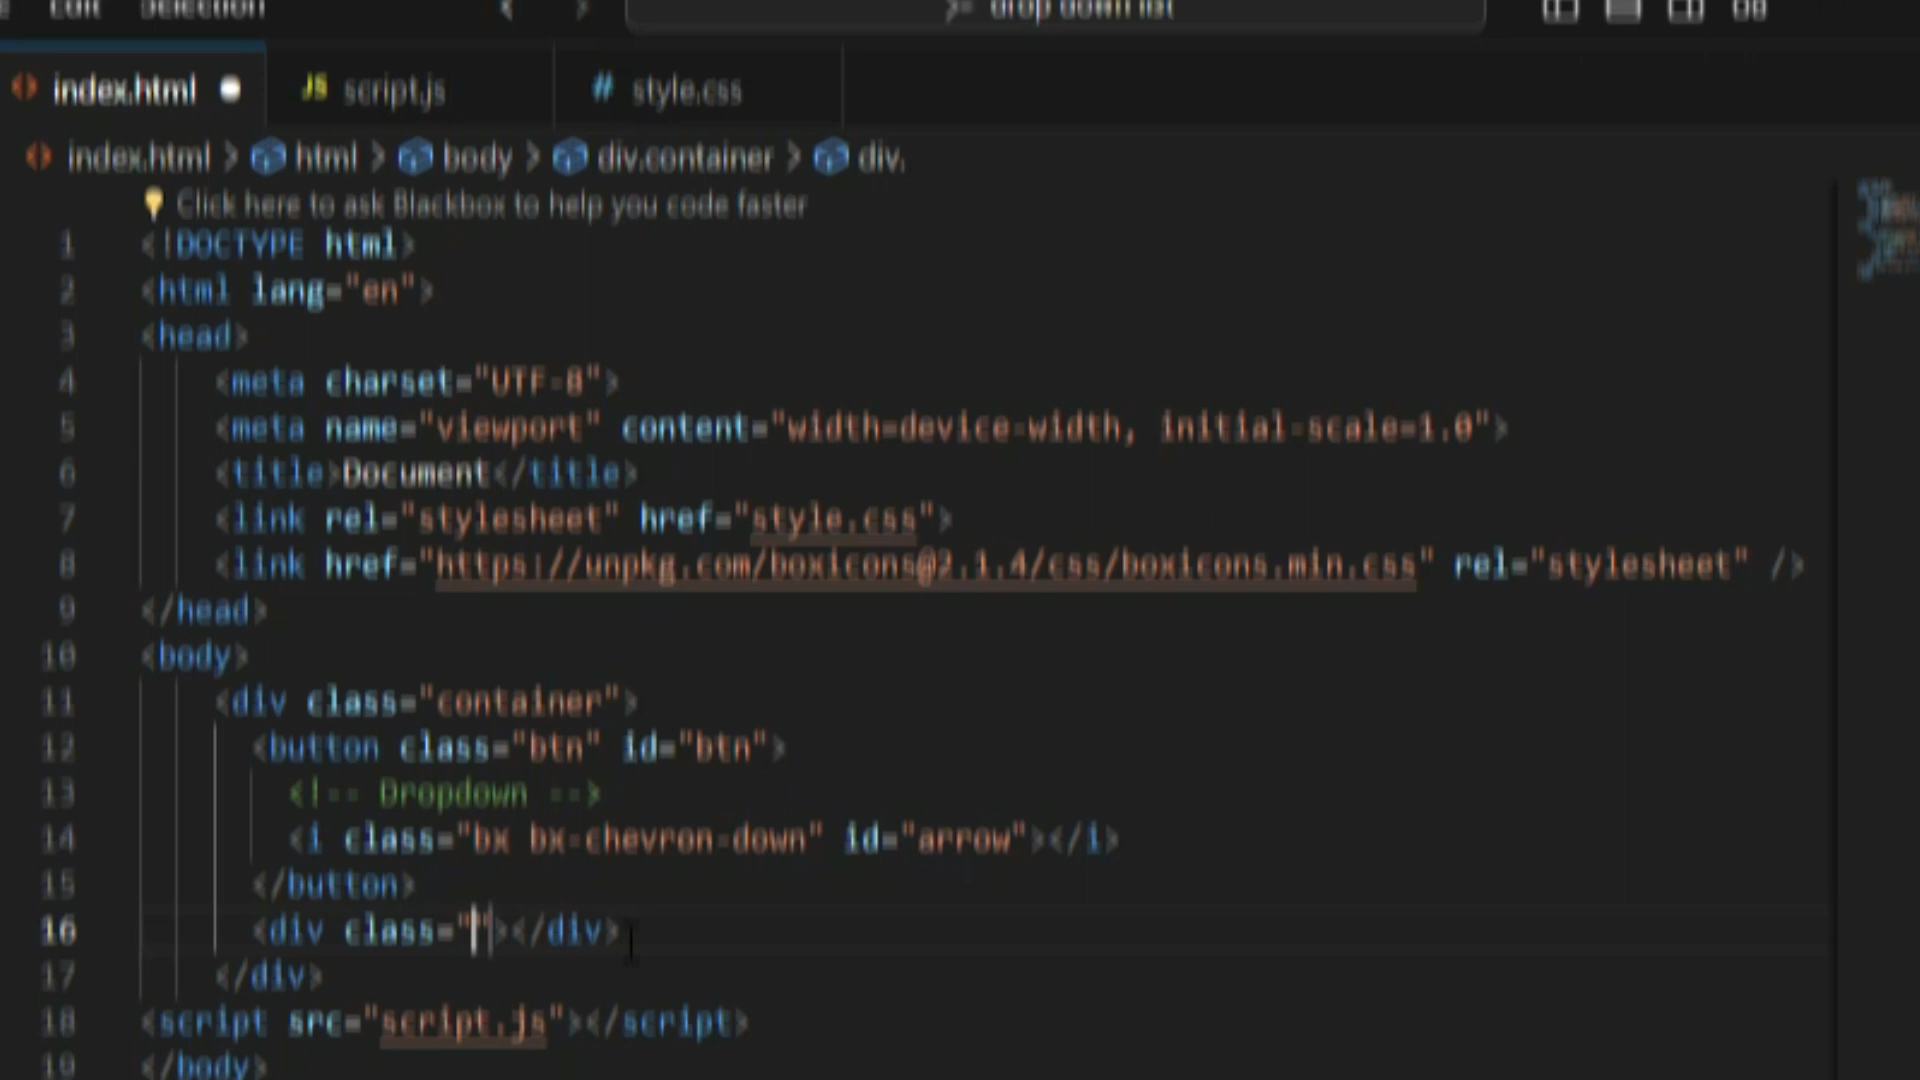 Edit Selection drop down list
index.html script.js style.css
index.html > html > body > div.container > div.
Click here to ask Blackbox to help you code faster
1 <!DOCTYPE html>
2 <html lang="en">
3 <head>
4 <meta charset="UTF-8">
5 <meta name="viewport" content="width=device-width, initial-scale=1.0">
6 <title>Document</title>
7 <link rel="stylesheet" href="style.css">
8 <link href="https://unpkg.com/boxicons@2.1.4/css/boxicons.min.css" rel="stylesheet" />
9 </head>
10 <body>
11 <div class="container">
12 <button class="btn" id="btn">
13 <!-- Dropdown -->
14 <i class="bx bx-chevron-down" id="arrow"></i>
15 </button>
16 <div class=""></div>
17 </div>
18 <script src="script.js"></script>
19 </body>